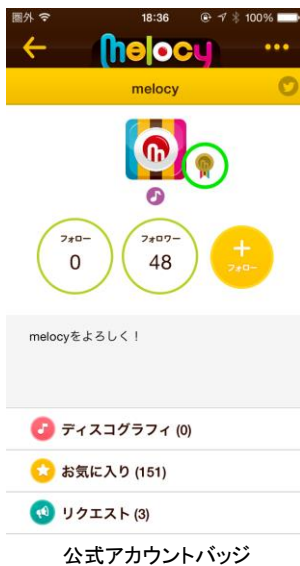 圏外 18:36 100%
melocy
melocy
m
フォロー
0
フォロワー
48
+
フォロー
melocyをよろしく！
ディスコグラフィ (0)
お気に入り (151)
リクエスト (3)
公式アカウントバッジ